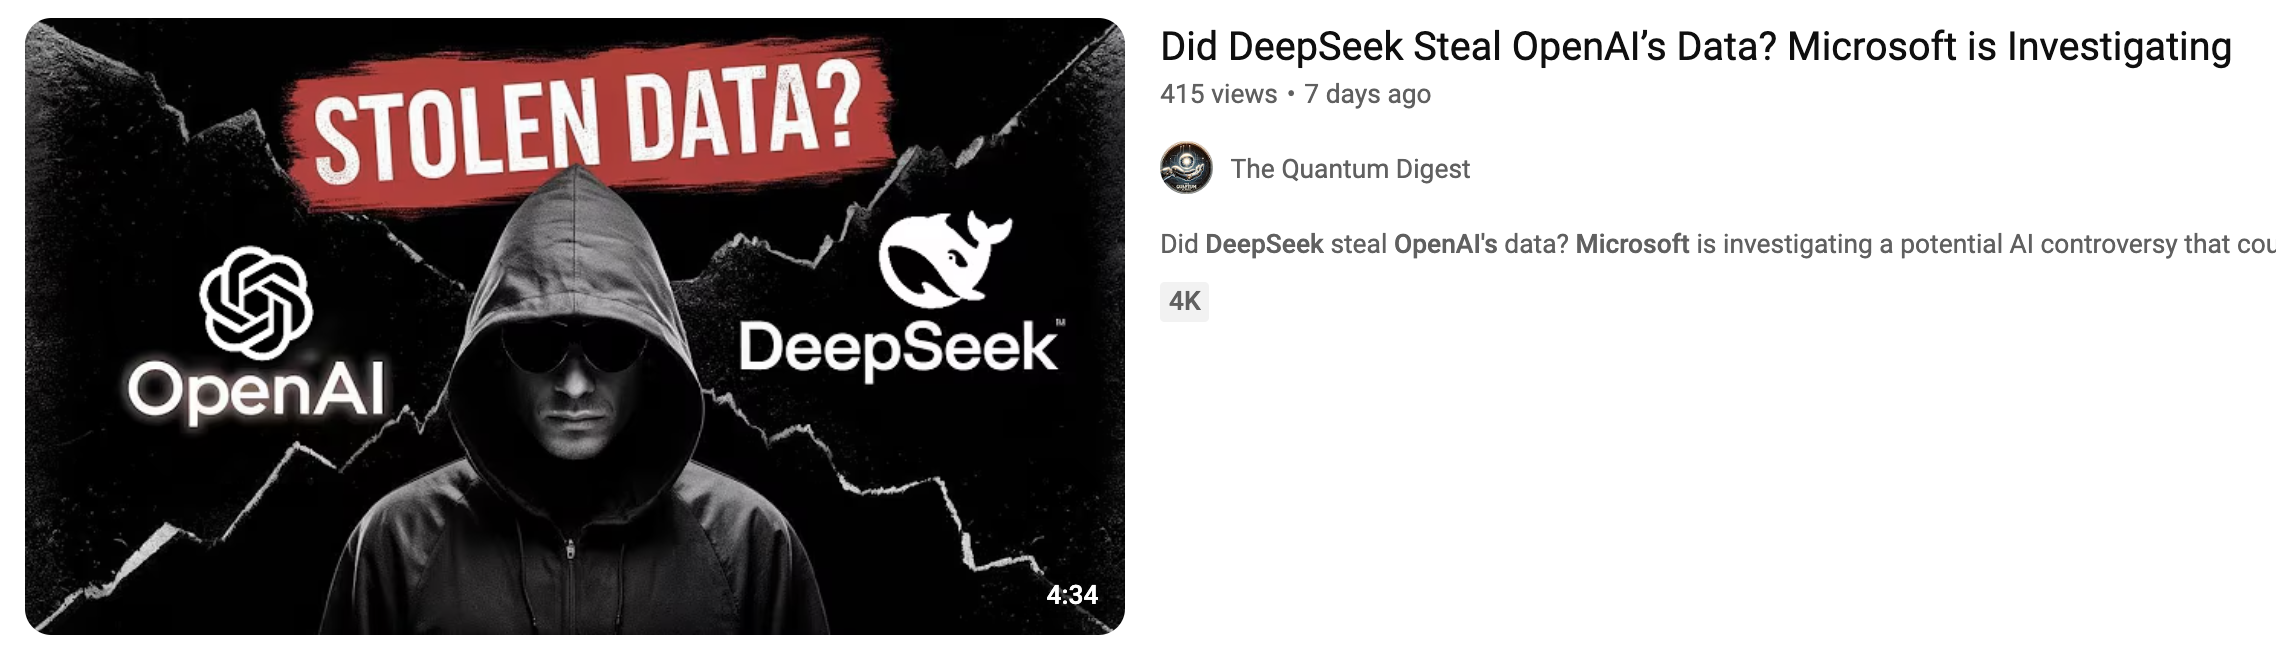 STOLEN DATA?
OpenAI
DeepSeek™
4:34
Did DeepSeek Steal OpenAI’s Data? Microsoft is Investigating
415 views • 7 days ago
The Quantum Digest
Did DeepSeek steal OpenAI's data? Microsoft is investigating a potential AI controversy that cou
4K